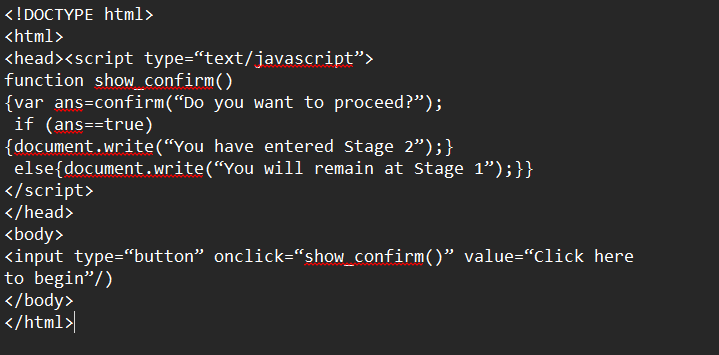 <!DOCTYPE html>
<html>
<head><script type=“text/javascript”>
function show_confirm()
{var ans=confirm(“Do you want to proceed?”);
 if (ans==true)
{document.write(“You have entered Stage 2”);}
 else{document.write(“You will remain at Stage 1”);}}
</script>
</head>
<body>
<input type=“button” onclick=“show_confirm()” value=“Click here
to begin”/)
</body>
</html>